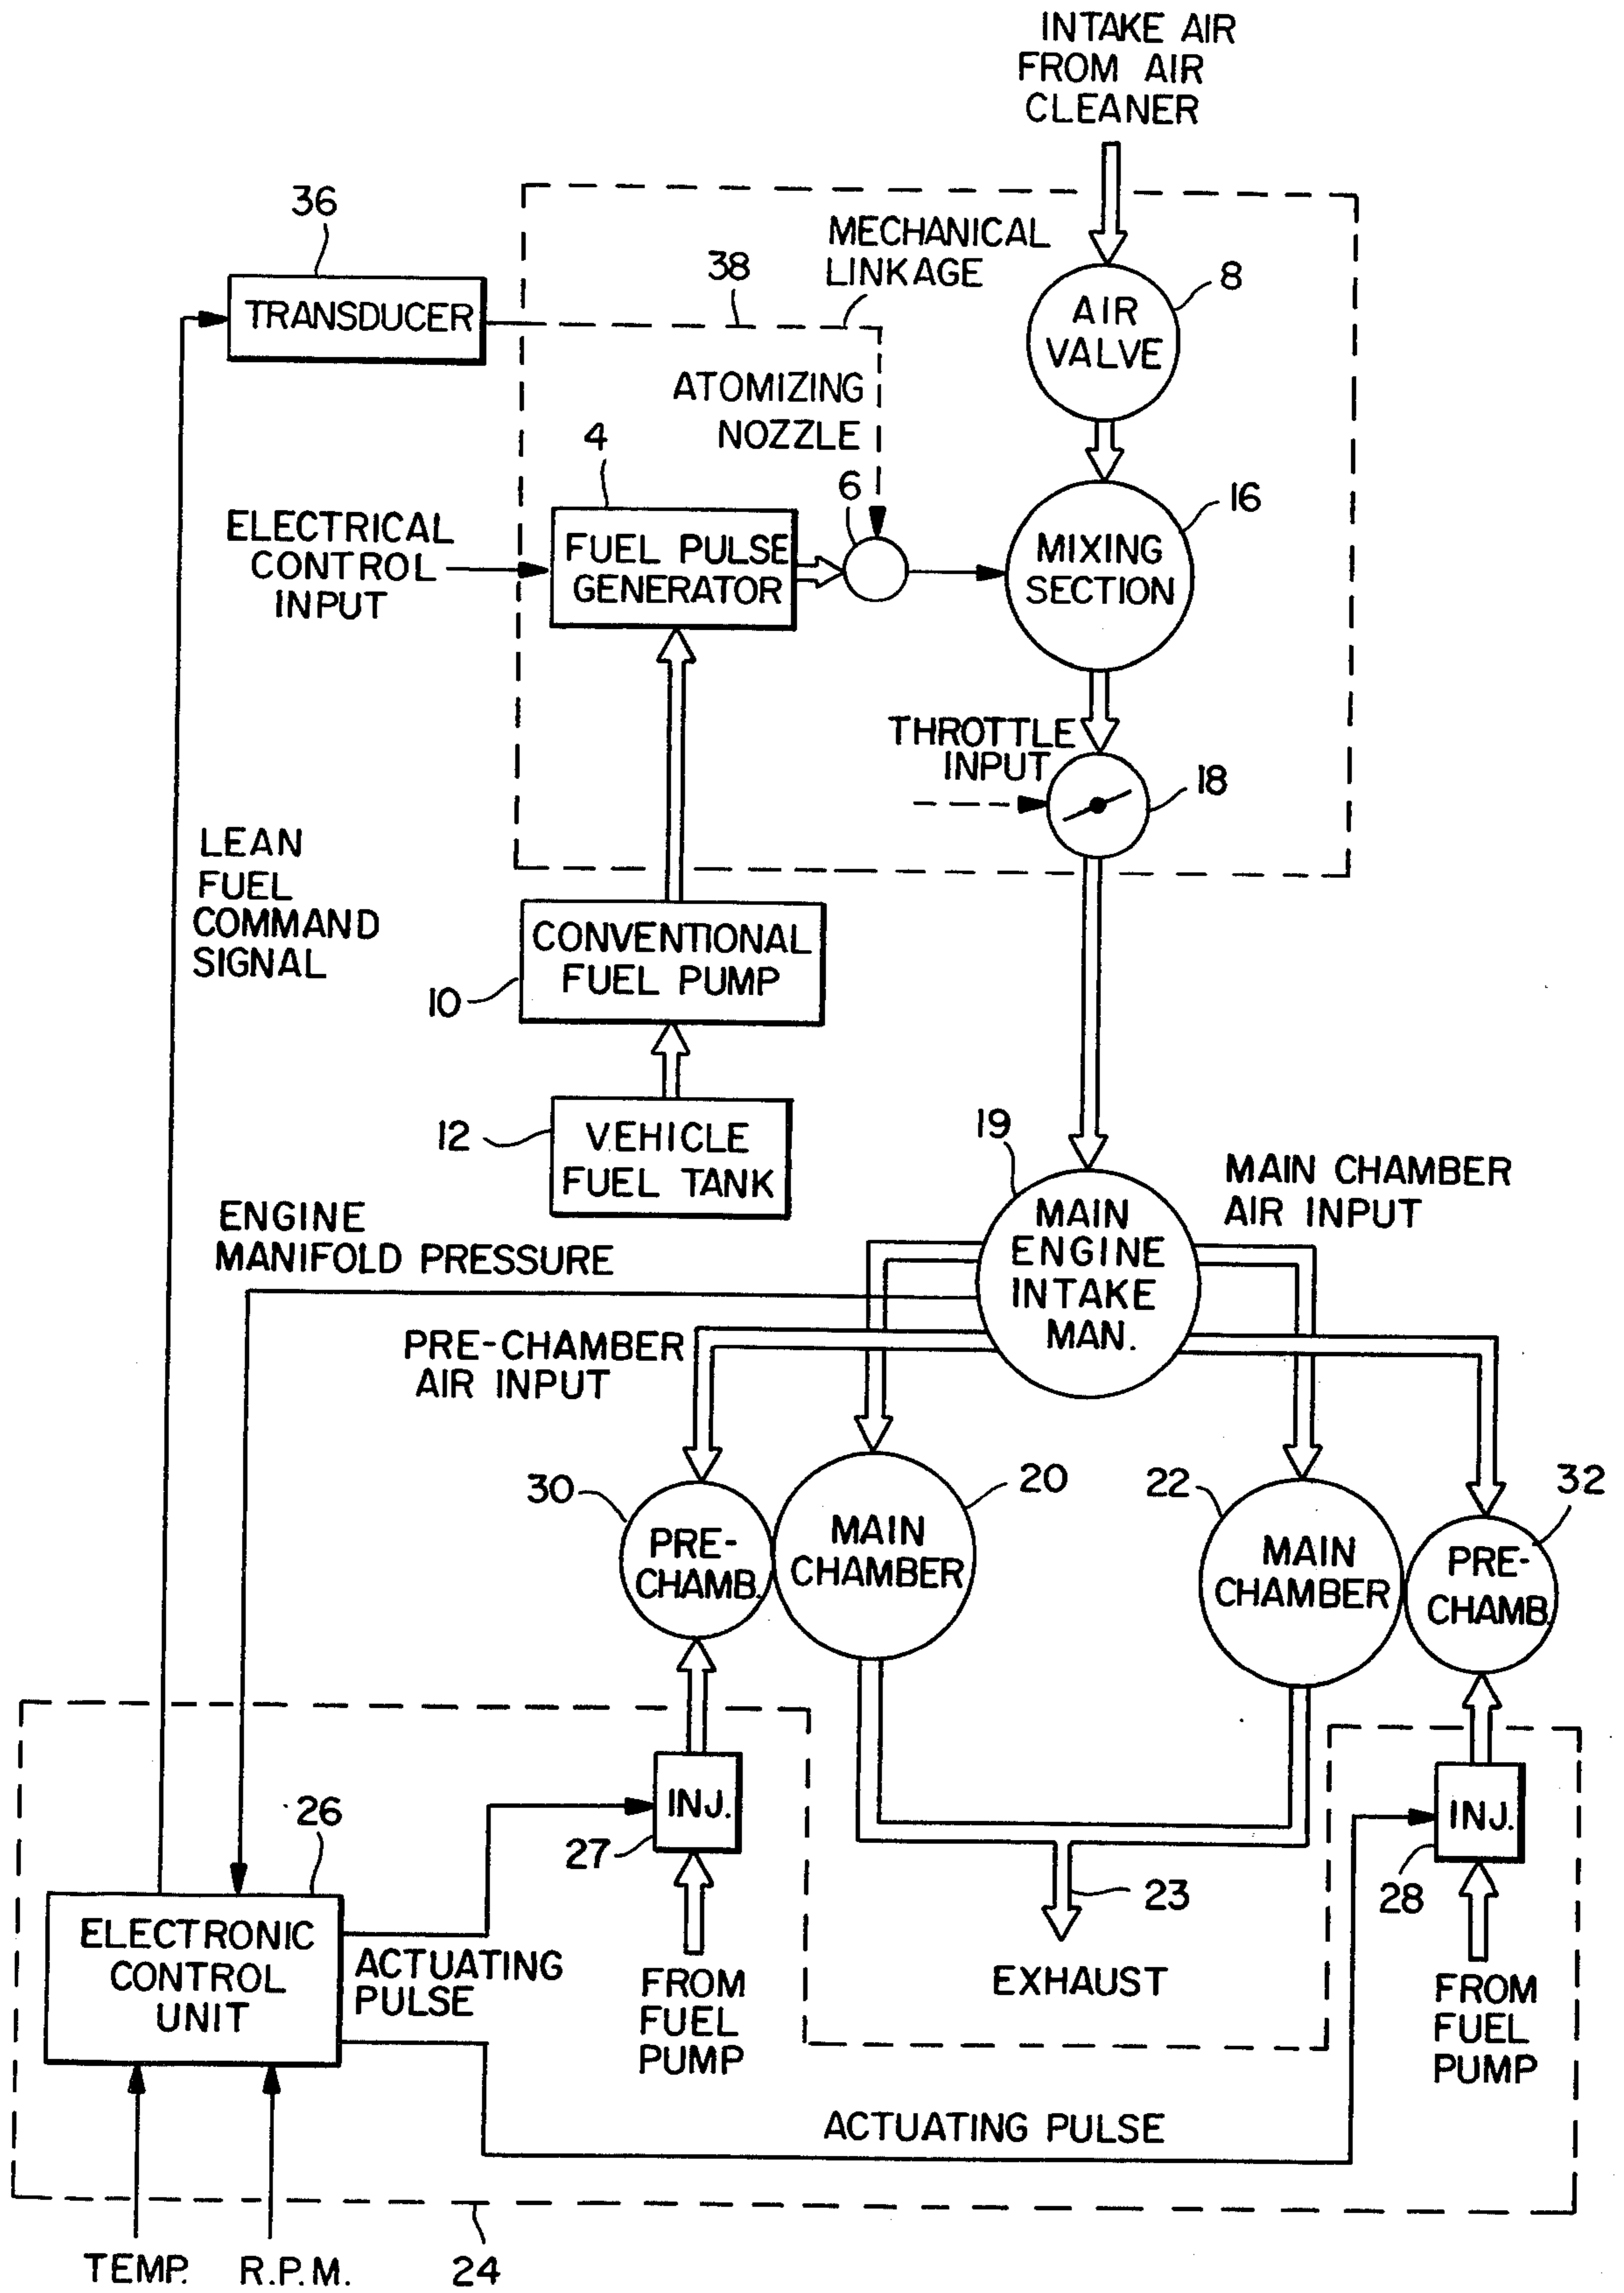 INTAKE AIR
FROM AIR
CLEANER
36
MECHANICAL
LINKAGE
38
8
TRANSDUCER
AIR
VALVE
ATOMIZING
NOZZLE
4
6
16
ELECTRICAL
CONTROL
INPUT
FUEL PULSE
GENERATOR
MIXING
SECTION
THROTTLE
INPUT
18
LEAN
FUEL
COMMAND
SIGNAL
CONVENTIONAL
FUEL PUMP
10
12
VEHICLE
FUEL TANK
19
MAIN CHAMBER
AIR INPUT
ENGINE
MANIFOLD PRESSURE
MAIN
ENGINE
INTAKE
MAN.
PRE-CHAMBER
AIR INPUT
30
20
22
32
PRE-
CHAMB.
MAIN
CHAMBER
MAIN
CHAMBER
PRE-
CHAMB.
26
INJ.
27
INJ.
28
23
ELECTRONIC
CONTROL
UNIT
ACTUATING
PULSE
FROM
FUEL
PUMP
EXHAUST
FROM
FUEL
PUMP
ACTUATING PULSE
TEMP.
R.P.M.
24